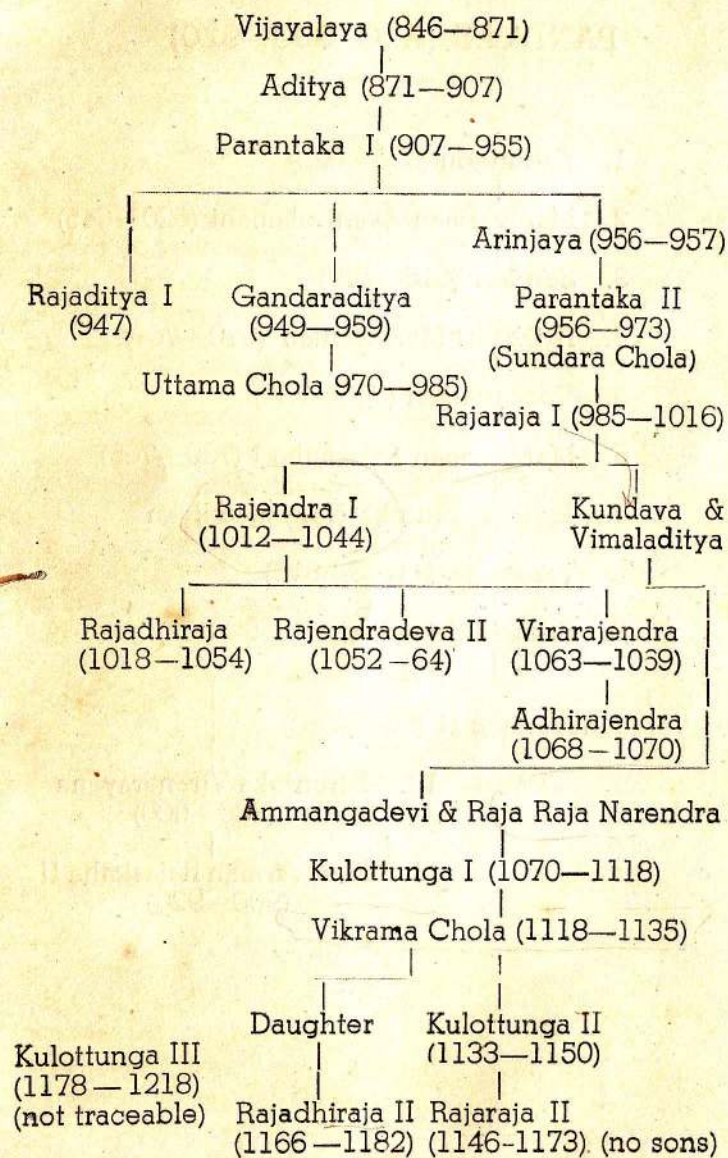 Vijayalaya (846—871)
Aditya (871—907)
Parantaka I (907—955)
Arinjaya (956—957)
Rajaditya I Gandaraditya Parantaka II
(947) (949—959) (956—973)
(Sundara Chola)
Uttama Chola 970—985)
Rajaraja I (985—1016)
Rajendra I Kundava &
(1012—1044) Vimaladitya
Rajadhiraja Rajendradeva II Virarajendra
(1018—1054) (1052—64) (1063—1039)
Adhirajendra
(1068—1070)
Ammangadevi & Raja Raja Narendra
Kulottunga I (1070—1118)
Vikrama Chola (1118—1135)
Daughter Kulottunga II
Kulottunga III (1133—1150)
(1178—1218)
(not traceable) Rajadhiraja II Rajaraja II
(1166—1182) (1146-1173) (no sons)